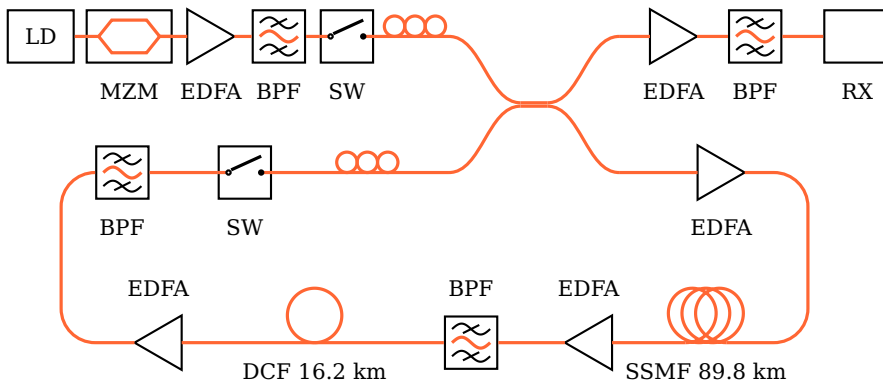 LD
MZM
EDFA
BPF
SW
EDFA
BPF
RX
BPF
SW
EDFA
EDFA
BPF
EDFA
DCF 16.2 km
SSMF 89.8 km